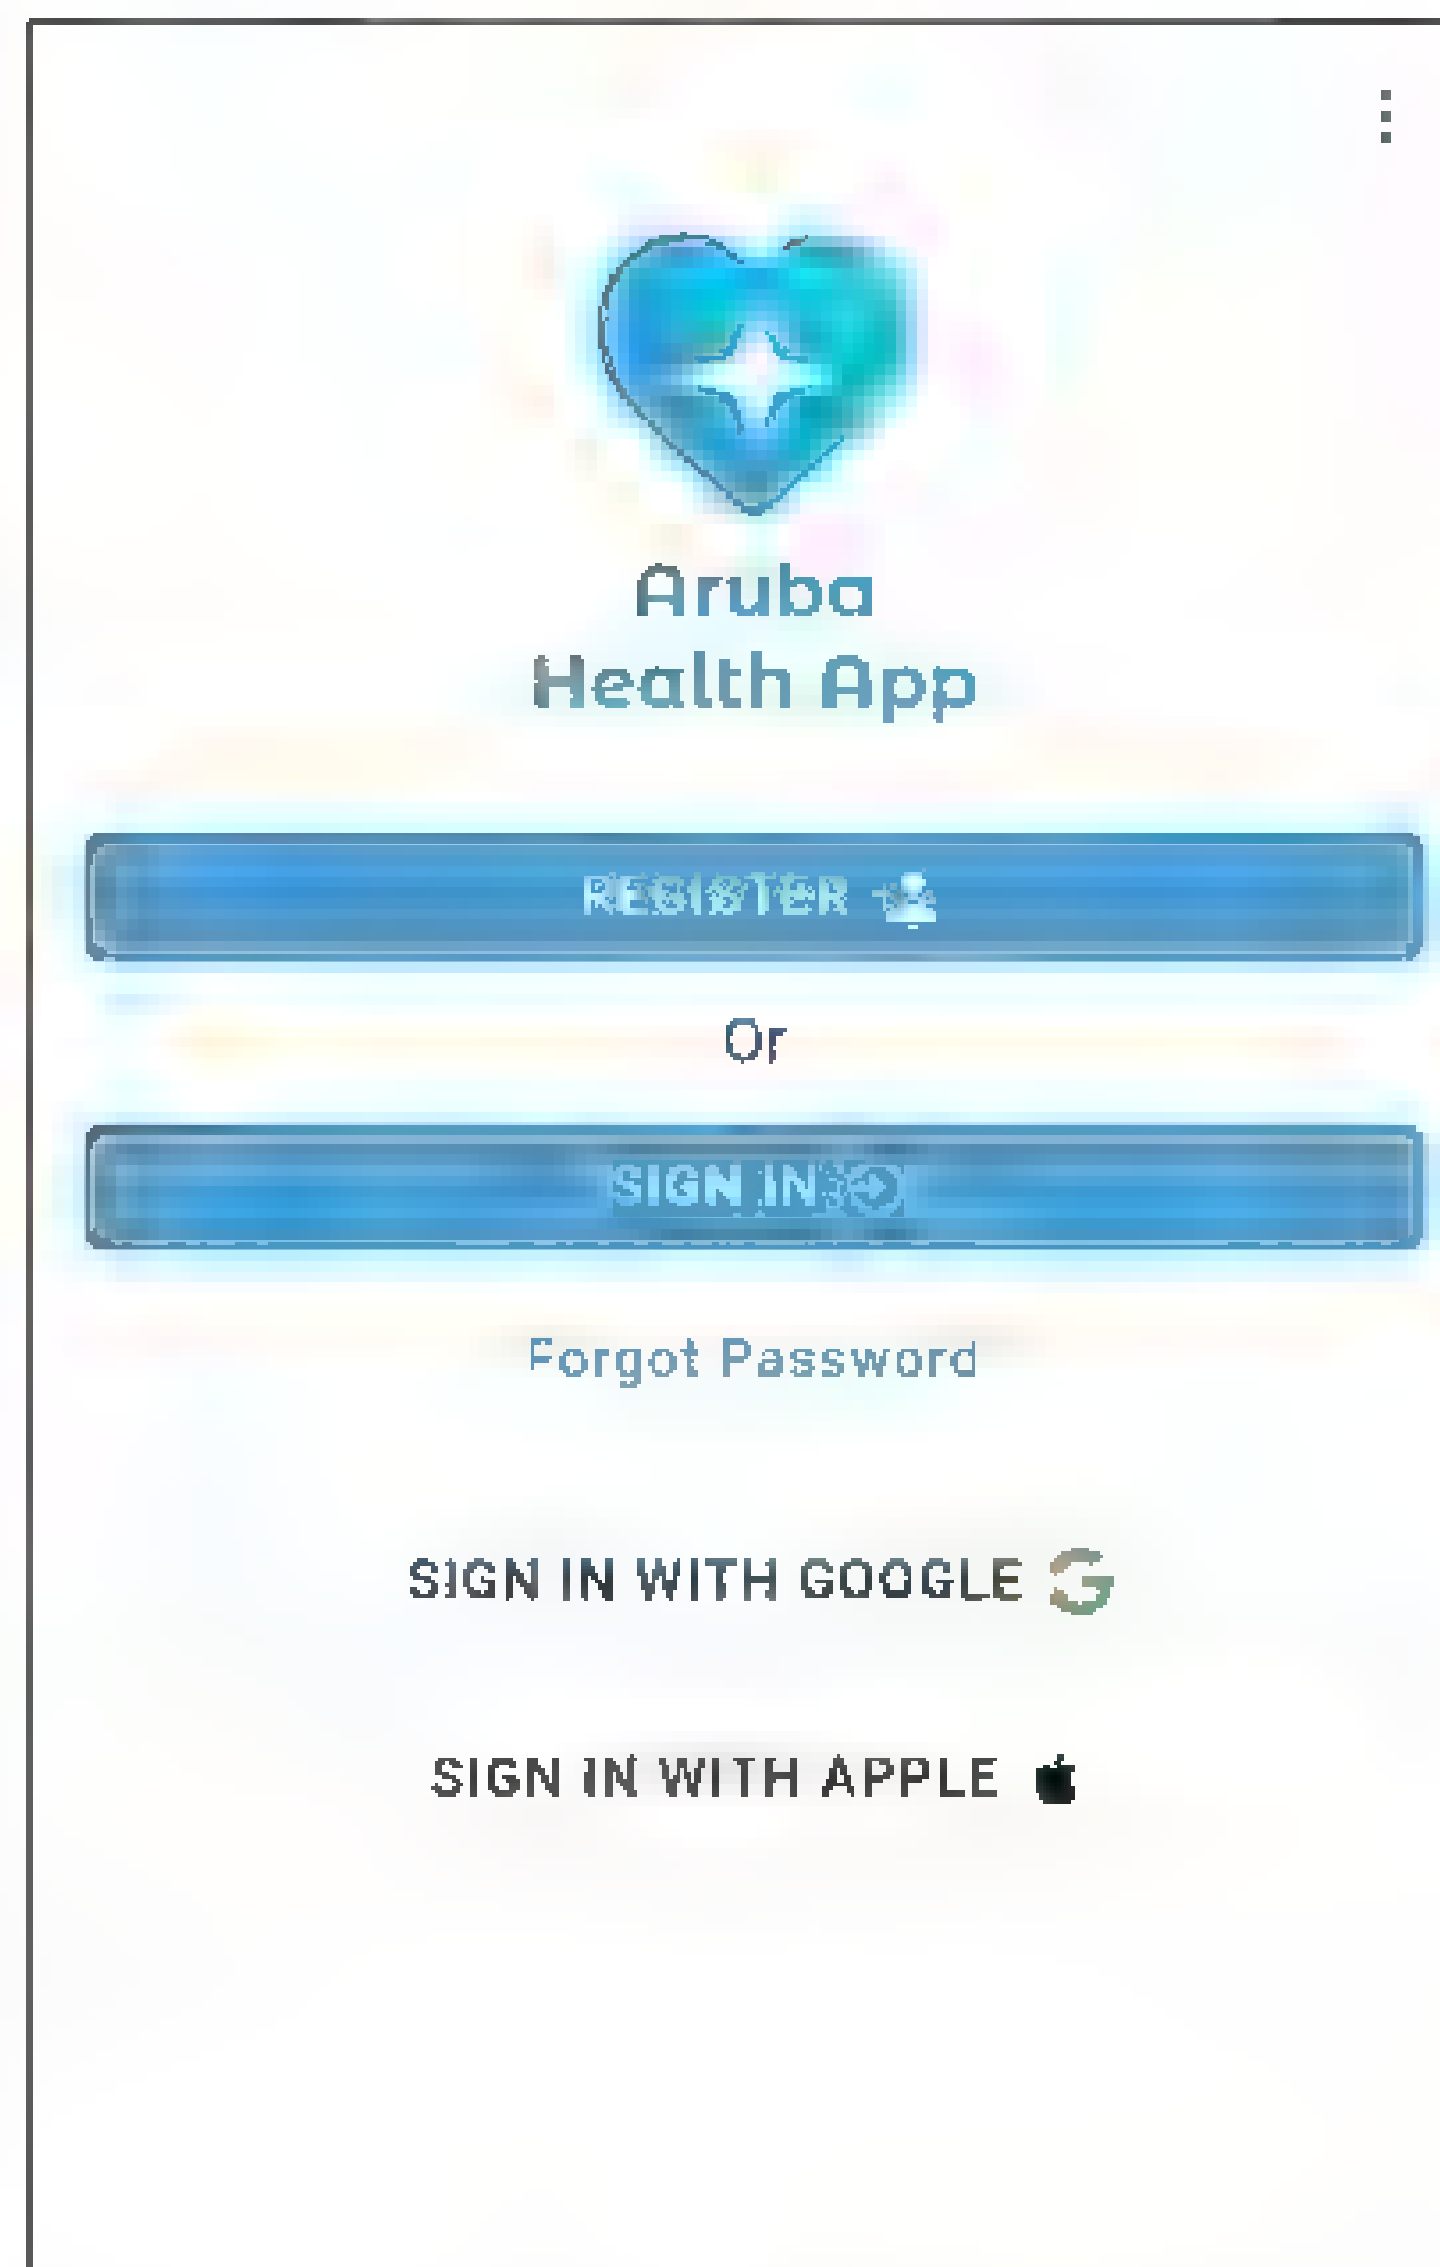 Aruba
Health App
REGISTER
Or
SIGN IN
Forgot Password
SIGN IN WITH GOOGLE
SIGN IN WITH APPLE